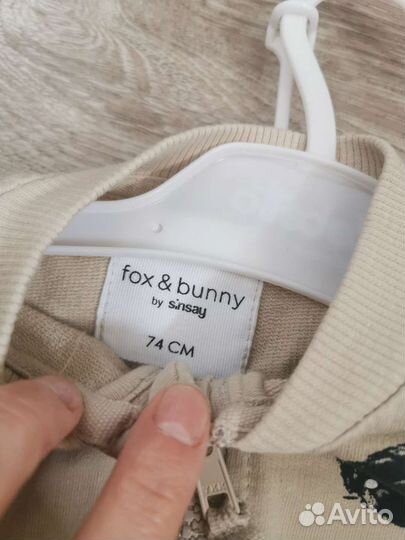 fox & bunny
by sinsay
74 CM
Avito